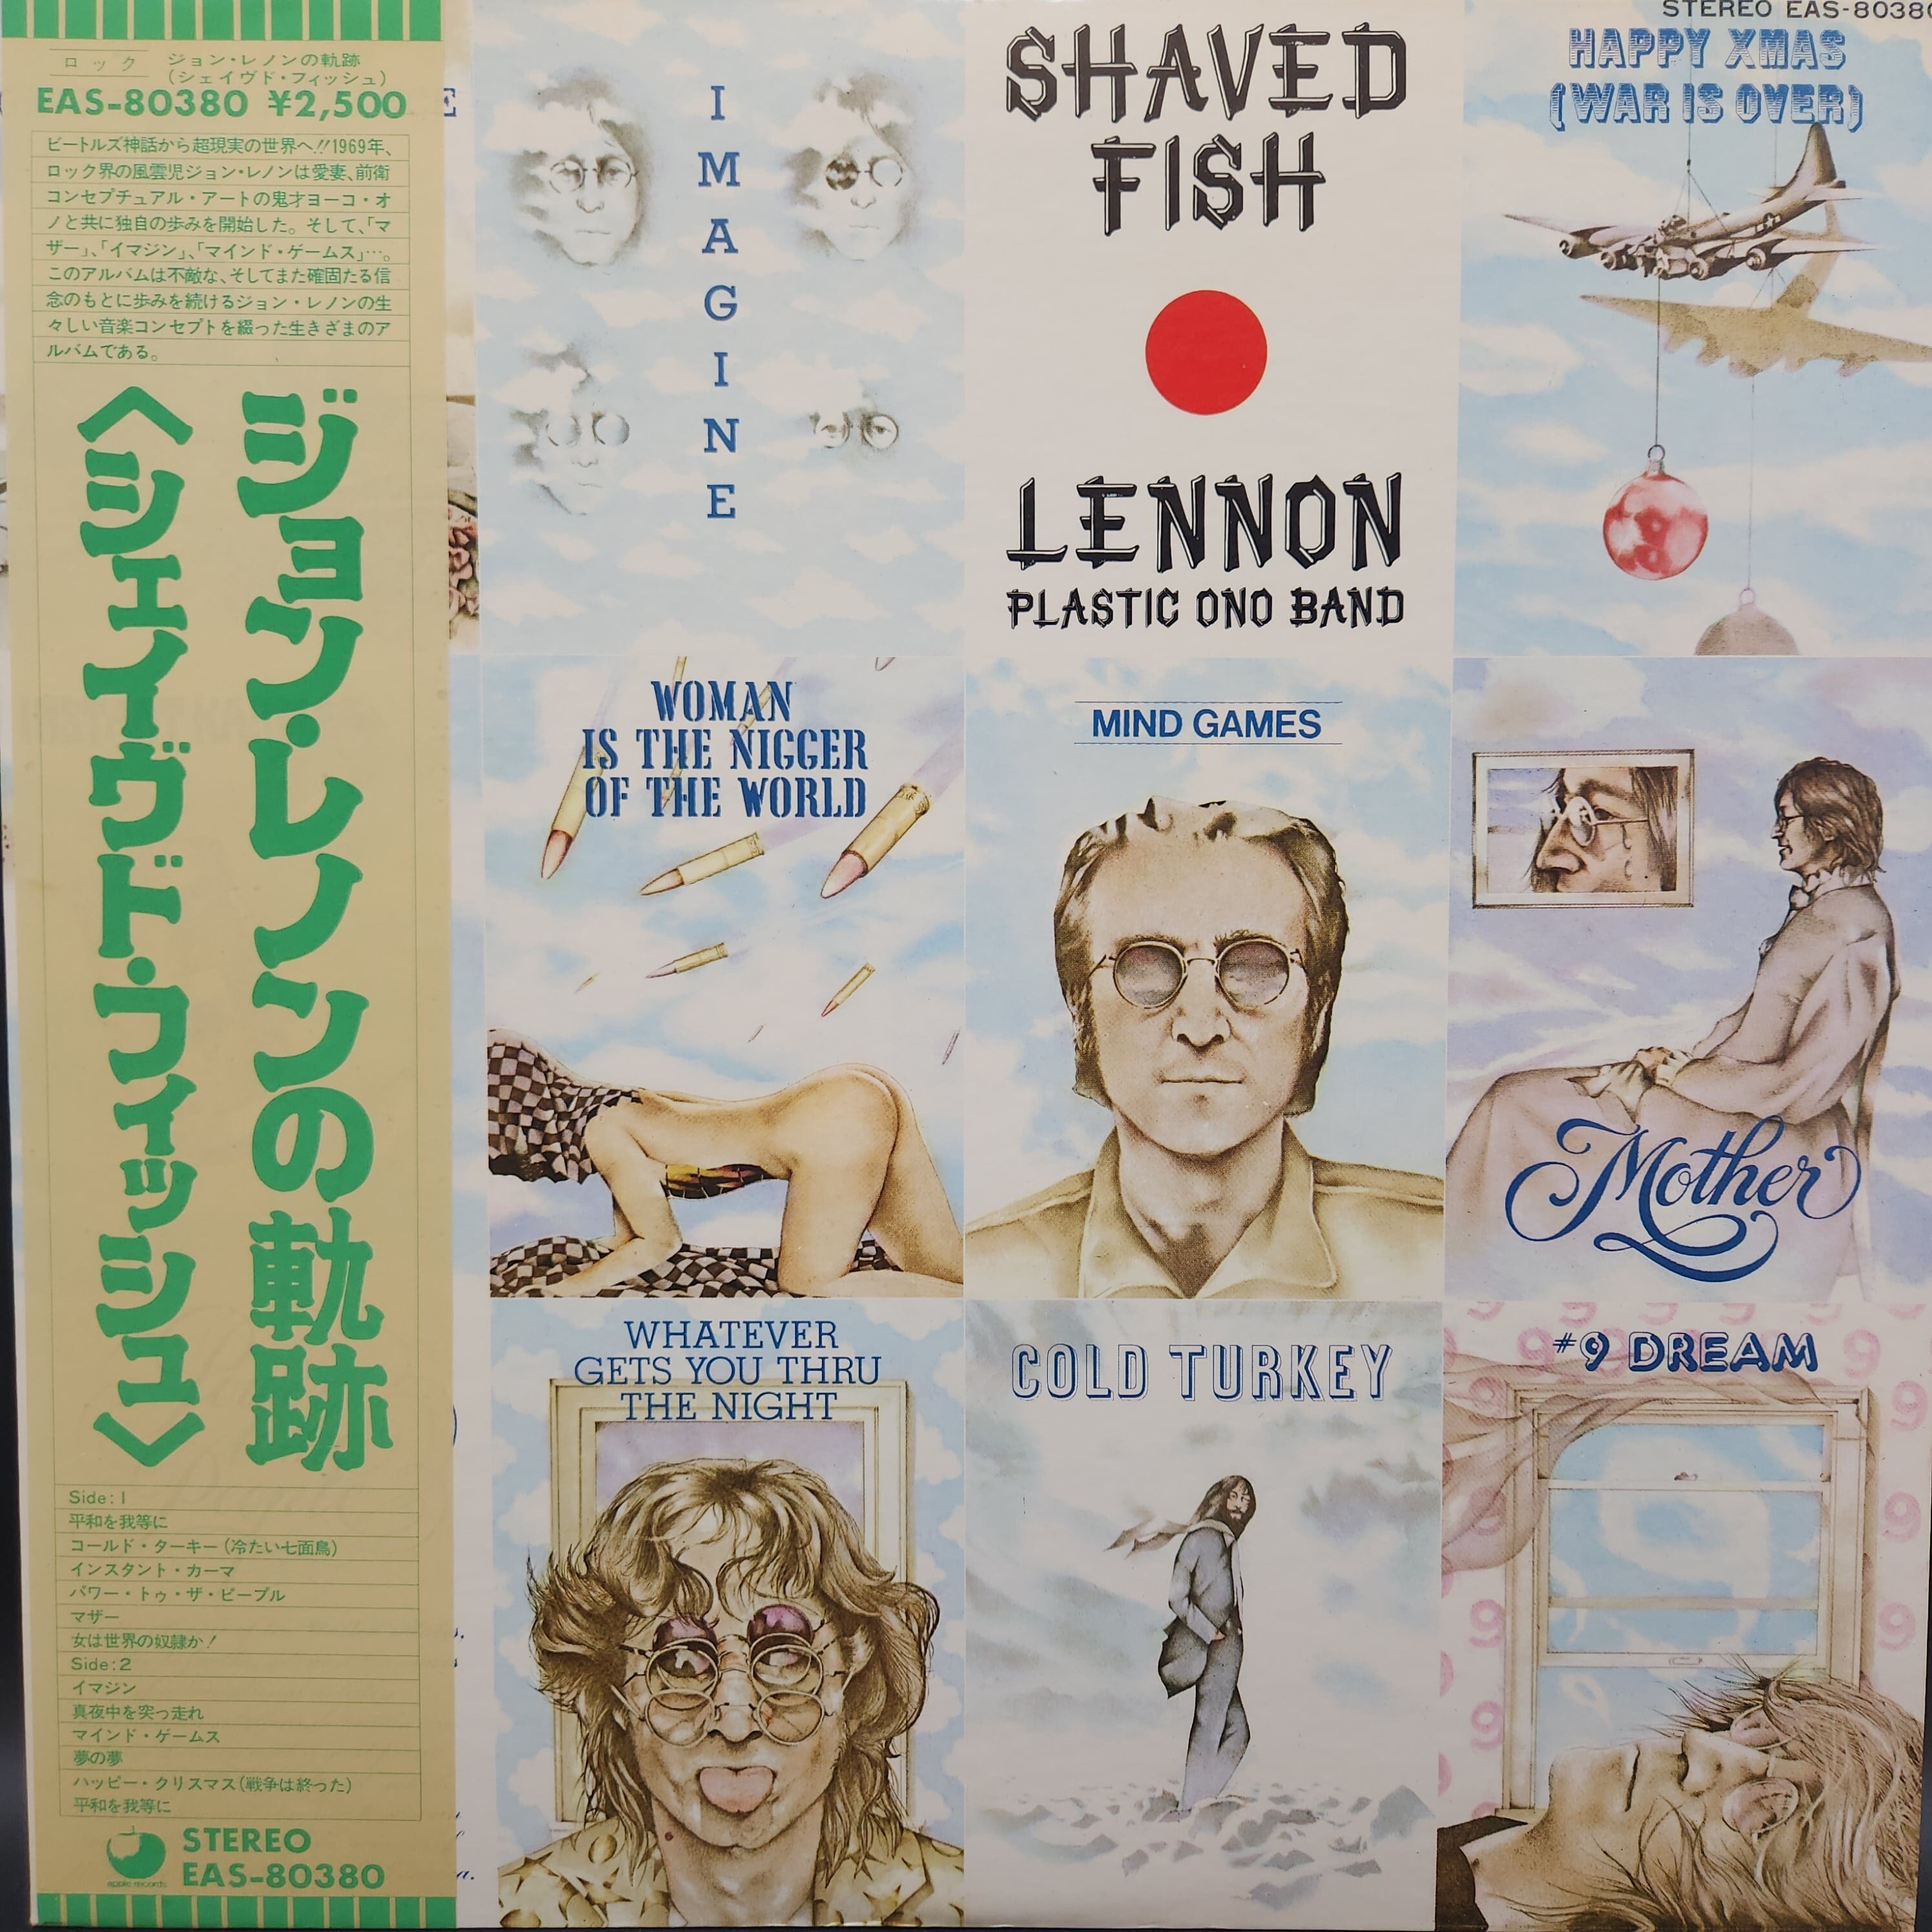 ロック
ジョン・レノンの軌跡
(シェイヴド・フィッシュ)
EAS-80380 ¥2,500
ビートルズ神話から超現実の世界へ!!1969年、
ロック界の風雲児ジョン・レノンは愛妻、前衛
コンセプチュアル・アートの鬼才ヨーコ・オ
ノと共に独自の歩みを開始した。そして、「マ
ザー」、「イマジン」、「マインド・ゲームス」…。
このアルバムは不敵な、そしてまた確固たる信
念のもとに歩みを続けるジョン・レノンの生
々しい音楽コンセプトを綴った生きざまのア
ルバムである。
ジョン・レノンの軌跡
〈シェイヴド・フィッシュ〉
Side:1
平和を我等に
コールド・ターキー(冷たい七面鳥)
インスタント・カーマ
パワー・トゥ・ザ・ピープル
マザー
女は世界の奴隷か!
Side:2
イマジン
真夜中を突っ走れ
マインド・ゲームス
夢の夢
ハッピー・クリスマス(戦争は終った)
平和を我等に
apple records
STEREO
EAS-80380
E
IMAGINE
SHAVED
FISH
LENNON
PLASTIC ONO BAND
STEREO EAS-80380
HAPPY XMAS
(WAR IS OVER)
WOMAN
IS THE NIGGER
OF THE WORLD
MIND GAMES
Mother
WHATEVER
GETS YOU THRU
THE NIGHT
COLD TURKEY
#9 DREAM